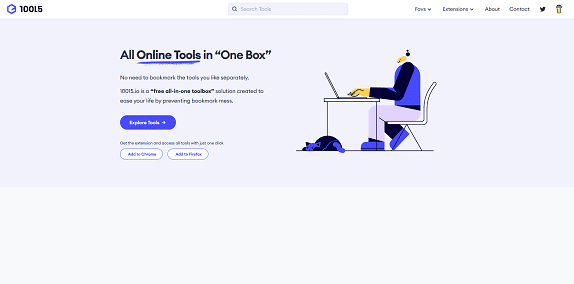 10015
Search Tools
Favs
Extensions
About
Contact
All Online Tools in “One Box”
No need to bookmark the tools you like separately.
10015.io is a “free all-in-one toolbox” solution created to
ease your life by preventing bookmark mess.
Explore Tools →
Get the extension and access all tools with just one click
Add to Chrome
Add to Firefox